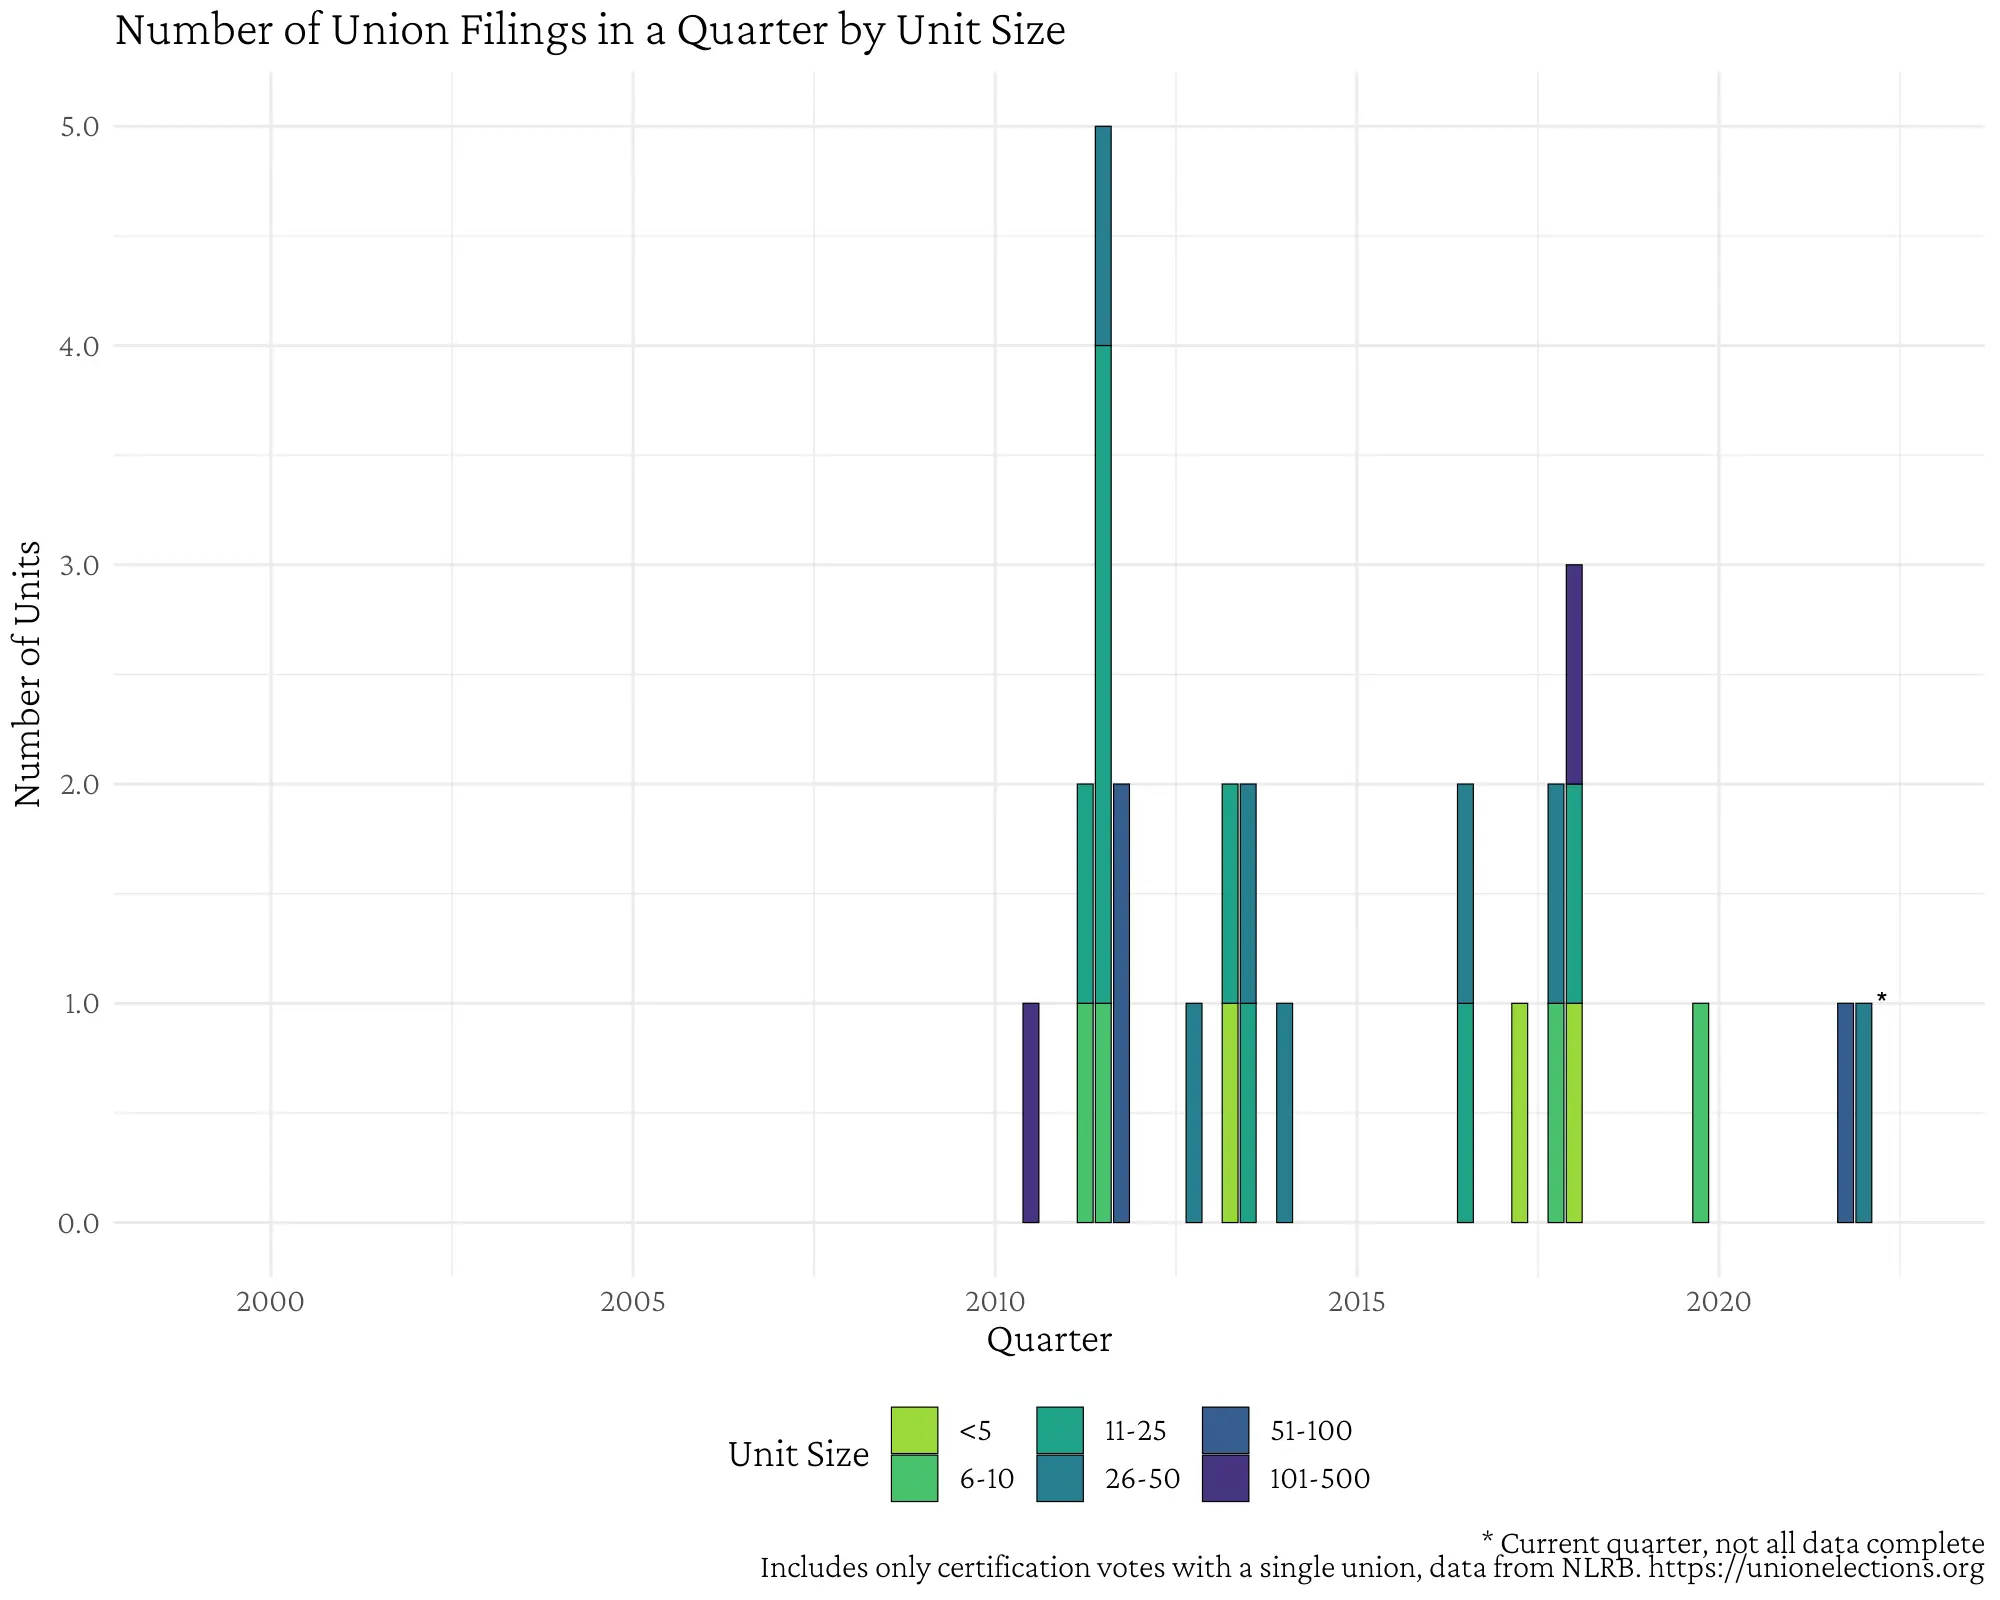 Number of Union Filings in a Quarter by Unit Size
5.0
4.0
3.0
2.0
1.0
0.0
Number of Units
*
2000 2005 2010 2015 2020
Quarter
Unit Size
<5 11-25 51-100
6-10 26-50 101-500
* Current quarter, not all data complete
Includes only certification votes with a single union, data from NLRB. https://unionelections.org